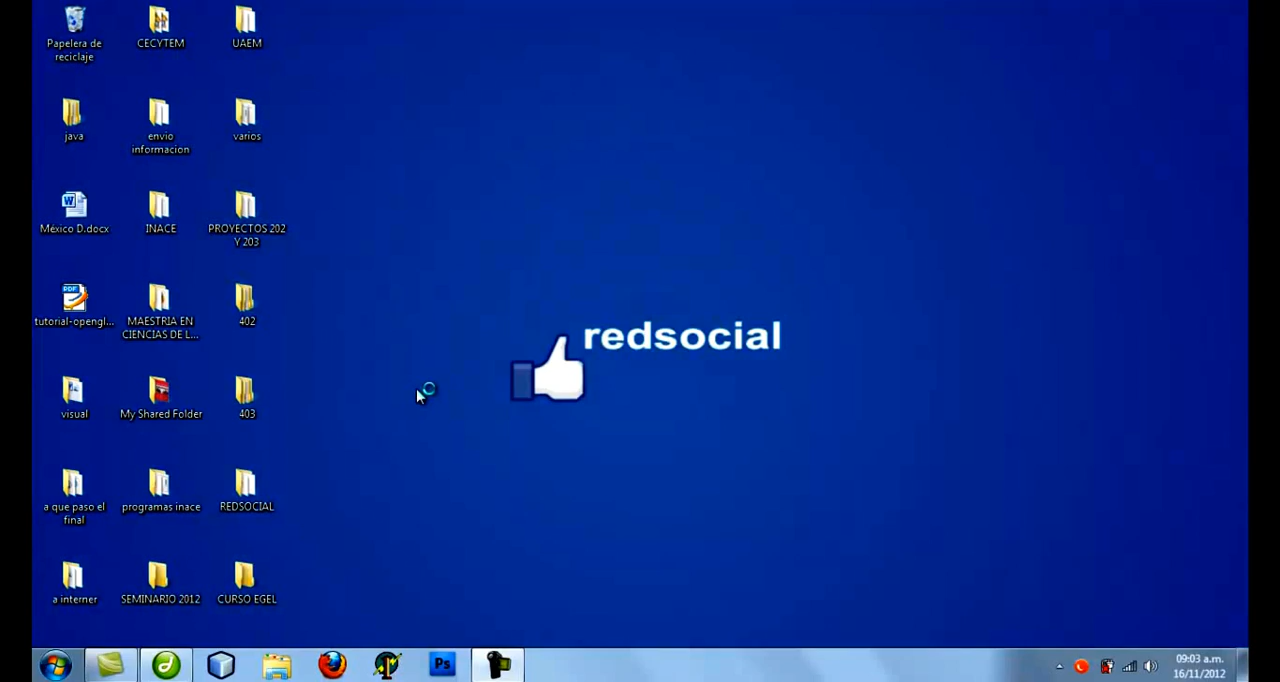 Papelera de
reciclaje
CECYTEM
UAEM
java
envio
informacion
varios
México D.docx
INACE
PROYECTOS 202
Y 203
PDF
tutorial-opengl...
MAESTRIA EN
CIENCIAS DE L...
402
visual
My Shared Folder
403
a que paso el
final
programas inace
REDSOCIAL
a interner
SEMINARIO 2012
CURSO EGEL
redsocial
Ps
09:03 a.m.
16/11/2012